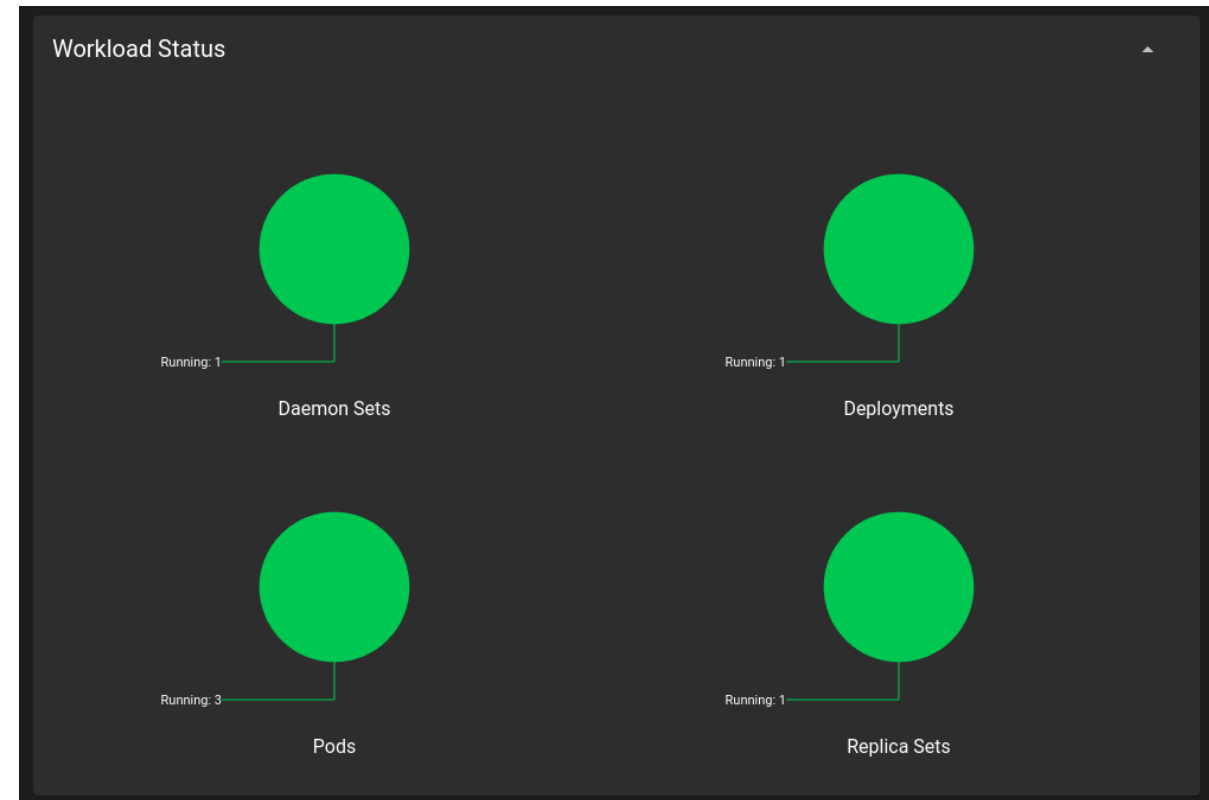 Workload Status
Running: 1
Daemon Sets
Running: 1
Deployments
Running: 3
Pods
Running: 1
Replica Sets